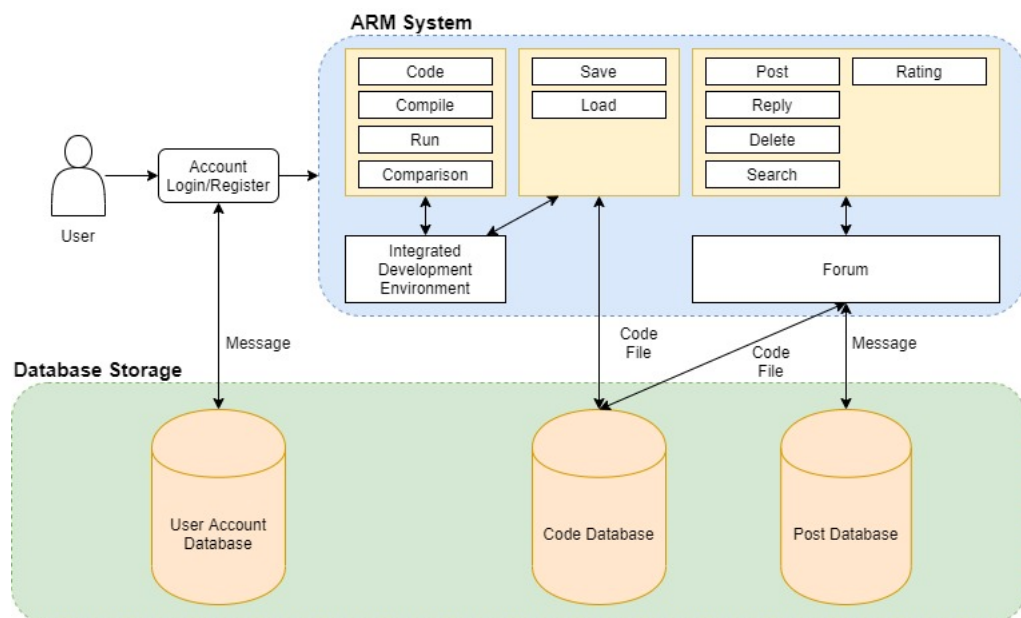 ARM System
Code
Compile
Run
Comparison
Save
Load
Post
Reply
Delete
Search
Rating
Account
Login/Register
User
Integrated
Development
Environment
Forum
Message
Code
File
Code
File
Message
Database Storage
User Account
Database
Code Database
Post Database